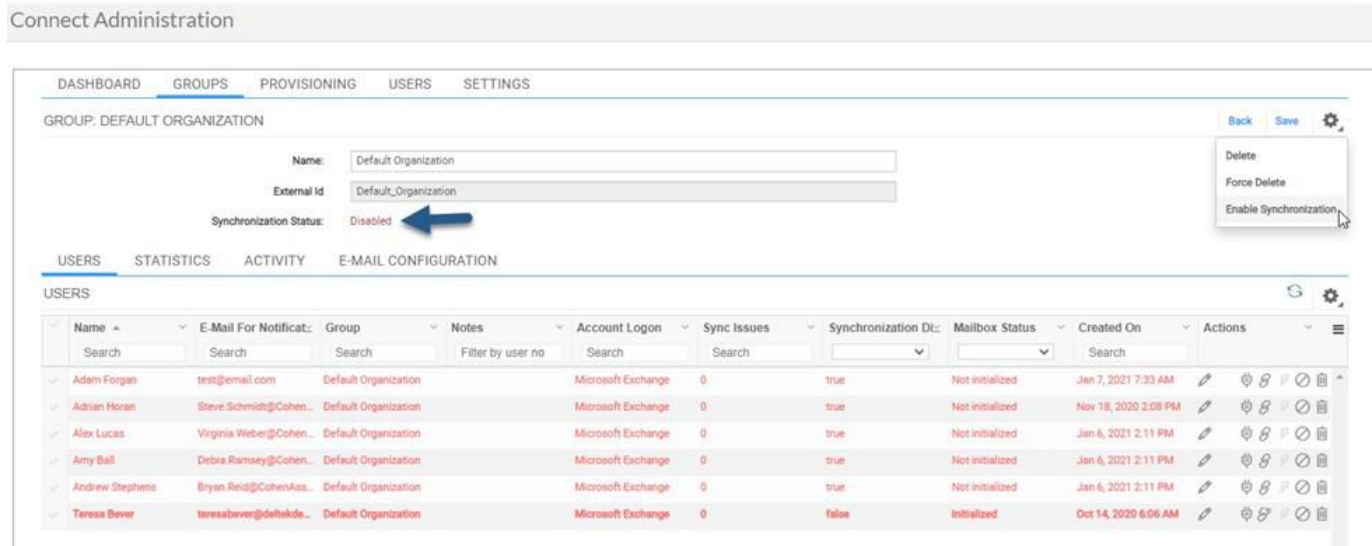 Connect Administration
DASHBOARD GROUPS PROVISIONING USERS SETTINGS
GROUP: DEFAULT ORGANIZATION Back Save
Name: Default Organization
Delete
External Id Default_Organization
Force Delete
Synchronization Status: Disabled
Enable Synchronization
USERS STATISTICS ACTIVITY E-MAIL CONFIGURATION
USERS
Name E-Mail For Notificat... Group Notes Account Logon Sync Issues Synchronization Di... Mailbox Status Created On Actions
Search Search Search Filter by user no Search Search Search
Adam Forgan test@email.com Default Organization Microsoft Exchange 0 true Not initialized Jan 7, 2021 7:33 AM
Adrian Horan Steve.Schmidt@Cohen... Default Organization Microsoft Exchange 0 true Not initialized Nov 18, 2020 2:08 PM
Alex Lucas Virginia.Weber@Cohen... Default Organization Microsoft Exchange 0 true Not initialized Jan 6, 2021 2:11 PM
Amy Ball Debra.Ramsey@Cohen... Default Organization Microsoft Exchange 0 true Not initialized Jan 6, 2021 2:11 PM
Andrew Stephens Bryan.Reid@CohenAss... Default Organization Microsoft Exchange 0 true Not initialized Jan 6, 2021 2:11 PM
Teresa Bever teresabever@deltekde... Default Organization Microsoft Exchange 0 false Initialized Oct 14, 2020 6:06 AM